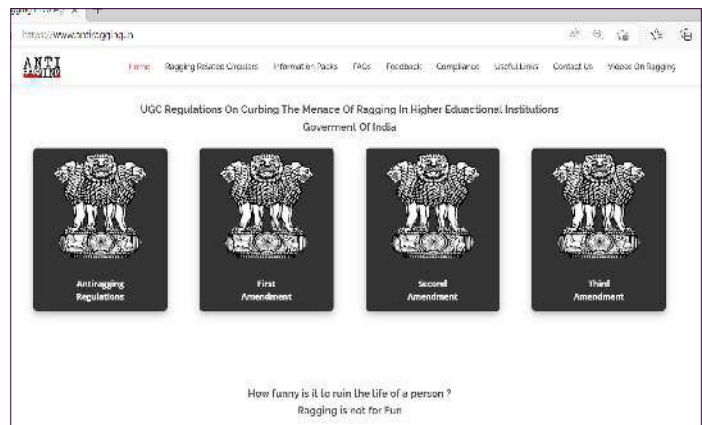 https://www.antiragging.in
ANTI
RAGGING
Home Ragging Related Circulars Information Packs FAQs Feedback Compliance Useful Links Contact Us Videos On Ragging
UGC Regulations On Curbing The Menace Of Ragging In Higher Eduactional Institutions
Goverment Of India
Antiragging
Regulations
First
Amendment
Second
Amendment
Third
Amendment
How funny is it to ruin the life of a person ?
Ragging is not for Fun